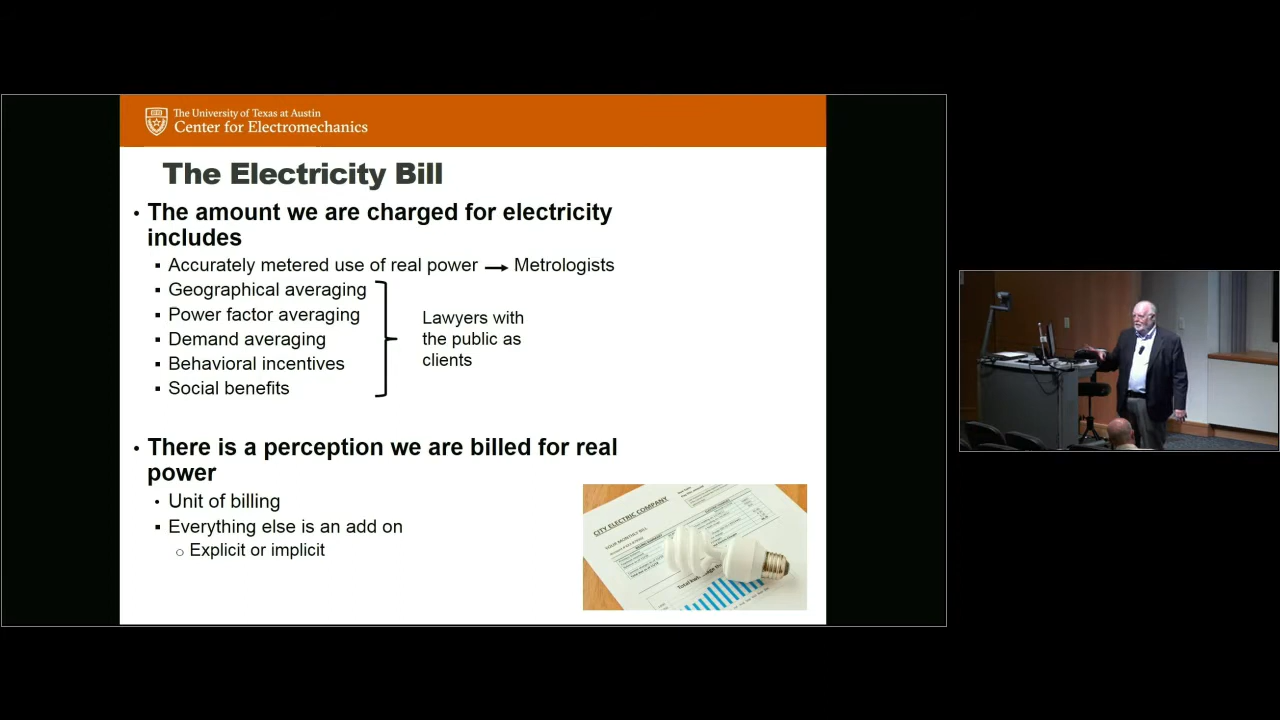 The University of Texas at Austin
Center for Electromechanics
The Electricity Bill
• The amount we are charged for electricity
includes
▪ Accurately metered use of real power → Metrologists
▪ Geographical averaging
▪ Power factor averaging
▪ Demand averaging
▪ Behavioral incentives
▪ Social benefits
Lawyers with
the public as
clients
• There is a perception we are billed for real
power
• Unit of billing
▪ Everything else is an add on
○ Explicit or implicit
CITY ELECTRIC COMPANY
YOUR MONTHLY BILL